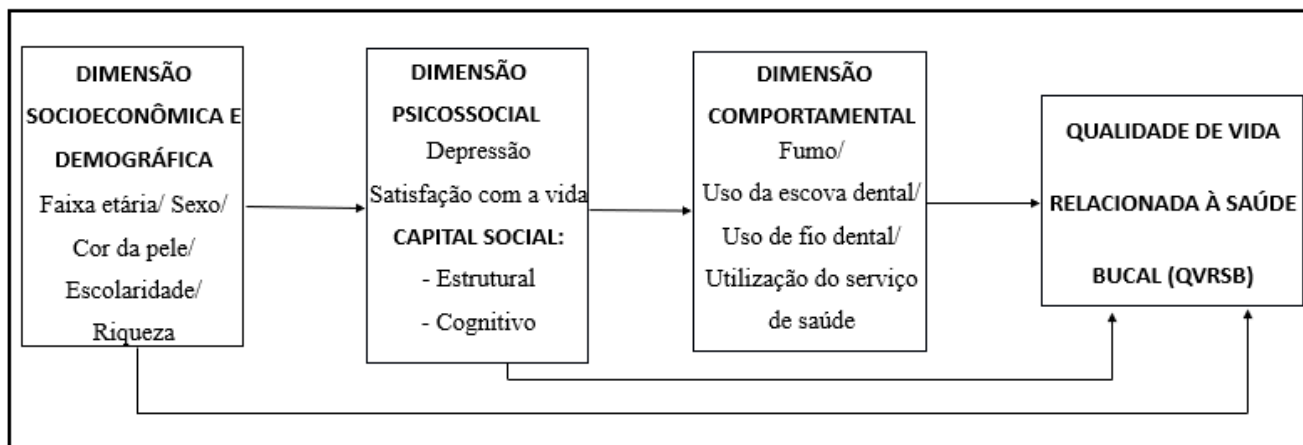 DIMENSÃO
SOCIOECONÔMICA E
DEMOGRÁFICA
Faixa etária/ Sexo/
Cor da pele/
Escolaridade/
Riqueza
DIMENSÃO
PSICOSSOCIAL
Depressão
Satisfação com a vida
CAPITAL SOCIAL:
- Estrutural
- Cognitivo
DIMENSÃO
COMPORTAMENTAL
Fumo/
Uso da escova dental/
Uso de fio dental/
Utilização do serviço
de saúde
QUALIDADE DE VIDA
RELACIONADA À SAÚDE
BUCAL (QVRSB)